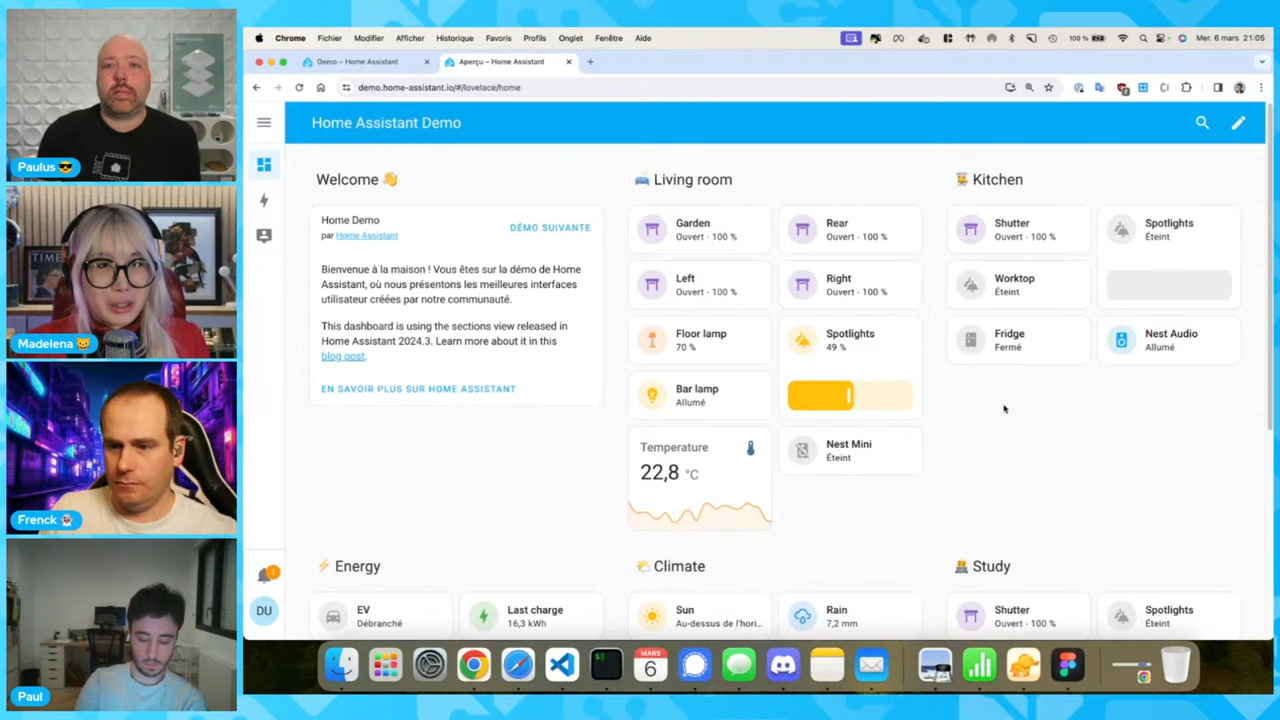 Paulus 😎
TIME
Madelena 🐱
Frenck 👻
Paul
Chrome Fichier Modifier Afficher Historique Favoris Profils Onglet Fenêtre Aide
100 % Mer. 6 mars 21:05
Demo – Home Assistant
Aperçu – Home Assistant
demo.home-assistant.io/#/lovelace/home
Home Assistant Demo
Welcome 👋
Home Demo
par Home Assistant
DÉMO SUIVANTE
Bienvenue à la maison ! Vous êtes sur la démo de Home
Assistant, où nous présentons les meilleures interfaces
utilisateur créées par notre communauté.
This dashboard is using the sections view released in
Home Assistant 2024.3. Learn more about it in this
blog post.
EN SAVOIR PLUS SUR HOME ASSISTANT
🛋️ Living room
Garden
Ouvert · 100 %
Rear
Ouvert · 100 %
Left
Ouvert · 100 %
Right
Ouvert · 100 %
Floor lamp
70 %
Spotlights
49 %
Bar lamp
Allumé
Temperature
22,8 °C
Nest Mini
Éteint
👩‍🍳 Kitchen
Shutter
Ouvert · 100 %
Spotlights
Éteint
Worktop
Éteint
Fridge
Fermé
Nest Audio
Allumé
⚡ Energy
EV
Débranché
Last charge
16,3 kWh
🌤️ Climate
Sun
Au-dessus de l'hori...
Rain
7,2 mm
🧑‍💻 Study
Shutter
Ouvert · 100 %
Spotlights
Éteint
1
DU
MARS
6